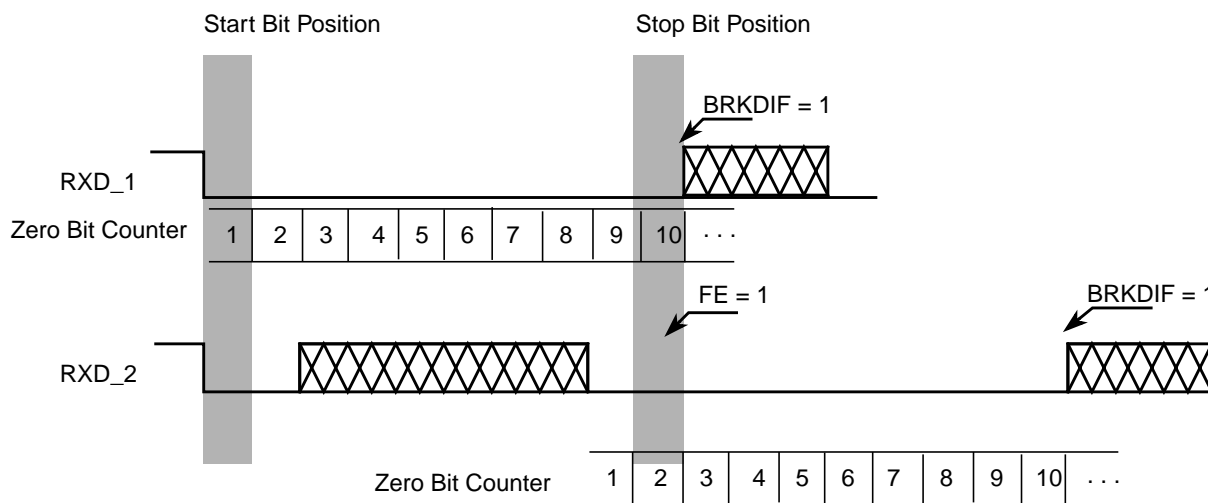 Start Bit Position
Stop Bit Position
BRKDIF = 1
RXD_1
Zero Bit Counter 1 2 3 4 5 6 7 8 9 10 . . .
FE = 1
BRKDIF = 1
RXD_2
Zero Bit Counter 1 2 3 4 5 6 7 8 9 10 . . .